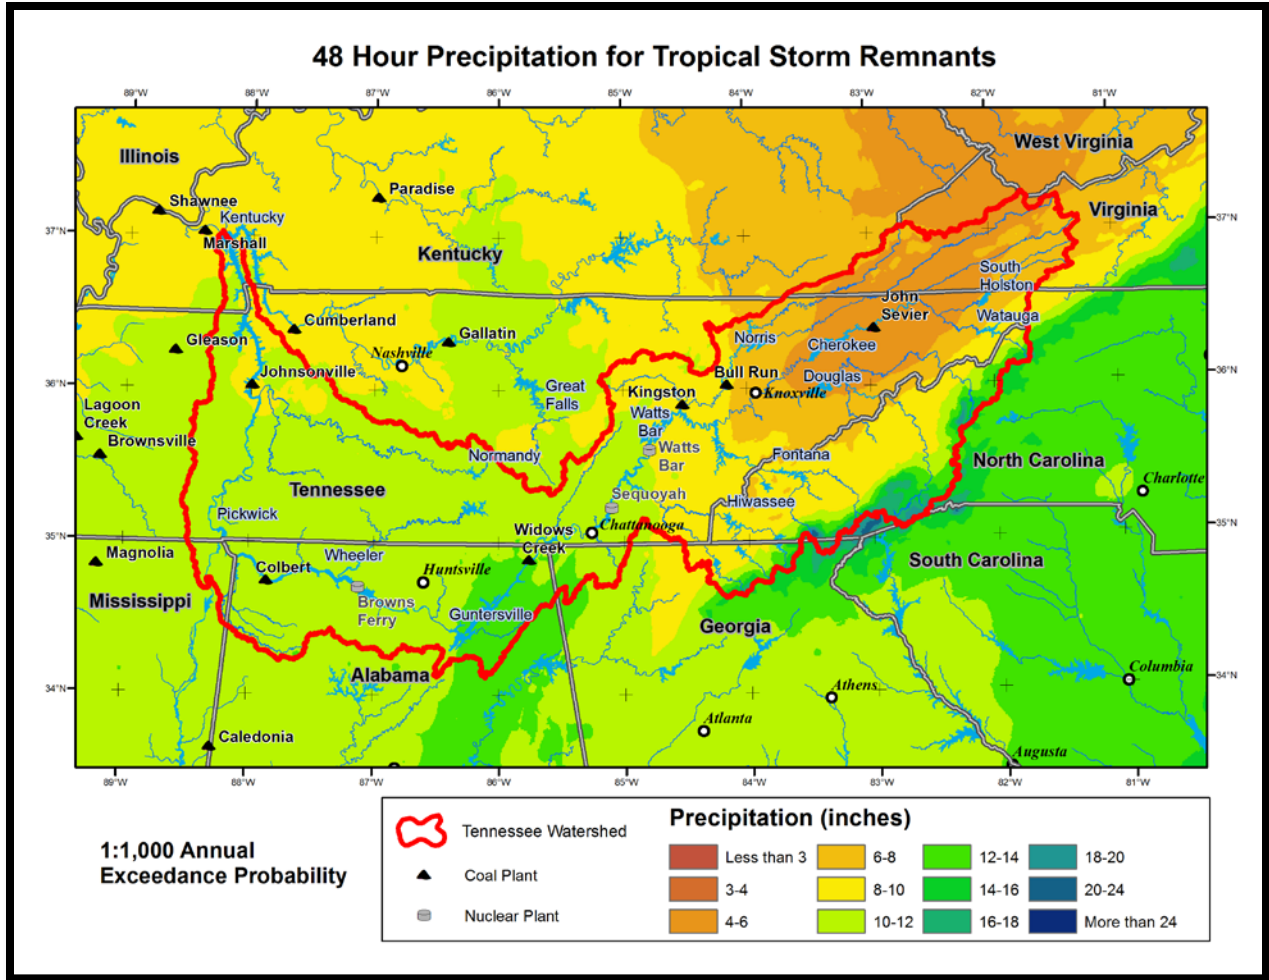 48 Hour Precipitation for Tropical Storm Remnants
89°W 88°W 87°W 86°W 85°W 84°W 83°W 82°W 81°W
West Virginia
Illinois
Paradise
Shawnee
Kentucky
Virginia
37°N
37°N
Marshall
Kentucky
South
Holston
John
Sevier
Cumberland
Watauga
Gleason
Gallatin
Norris
Cherokee
Nashville
Johnsonville
Bull Run
Douglas
36°N
36°N
Great
Falls
Kingston
Knoxville
Lagoon
Creek
Watts
Bar
Brownsville
Normandy
Watts
Bar
Fontana
North Carolina
Tennessee
Sequoyah
Hiwassee
Charlotte
Pickwick
Chattanooga
35°N
35°N
Widows
Creek
Magnolia
Wheeler
South Carolina
Colbert
Huntsville
Mississippi
Browns
Ferry
Guntersville
Georgia
Alabama
Columbia
34°N
34°N
Athens
Atlanta
Caledonia
Augusta
89°W 88°W 87°W 86°W 85°W 84°W 83°W 82°W 81°W
1:1,000 Annual
Exceedance Probability
Tennessee Watershed
Coal Plant
Nuclear Plant
Precipitation (inches)
Less than 3 6-8 12-14 18-20
3-4 8-10 14-16 20-24
4-6 10-12 16-18 More than 24